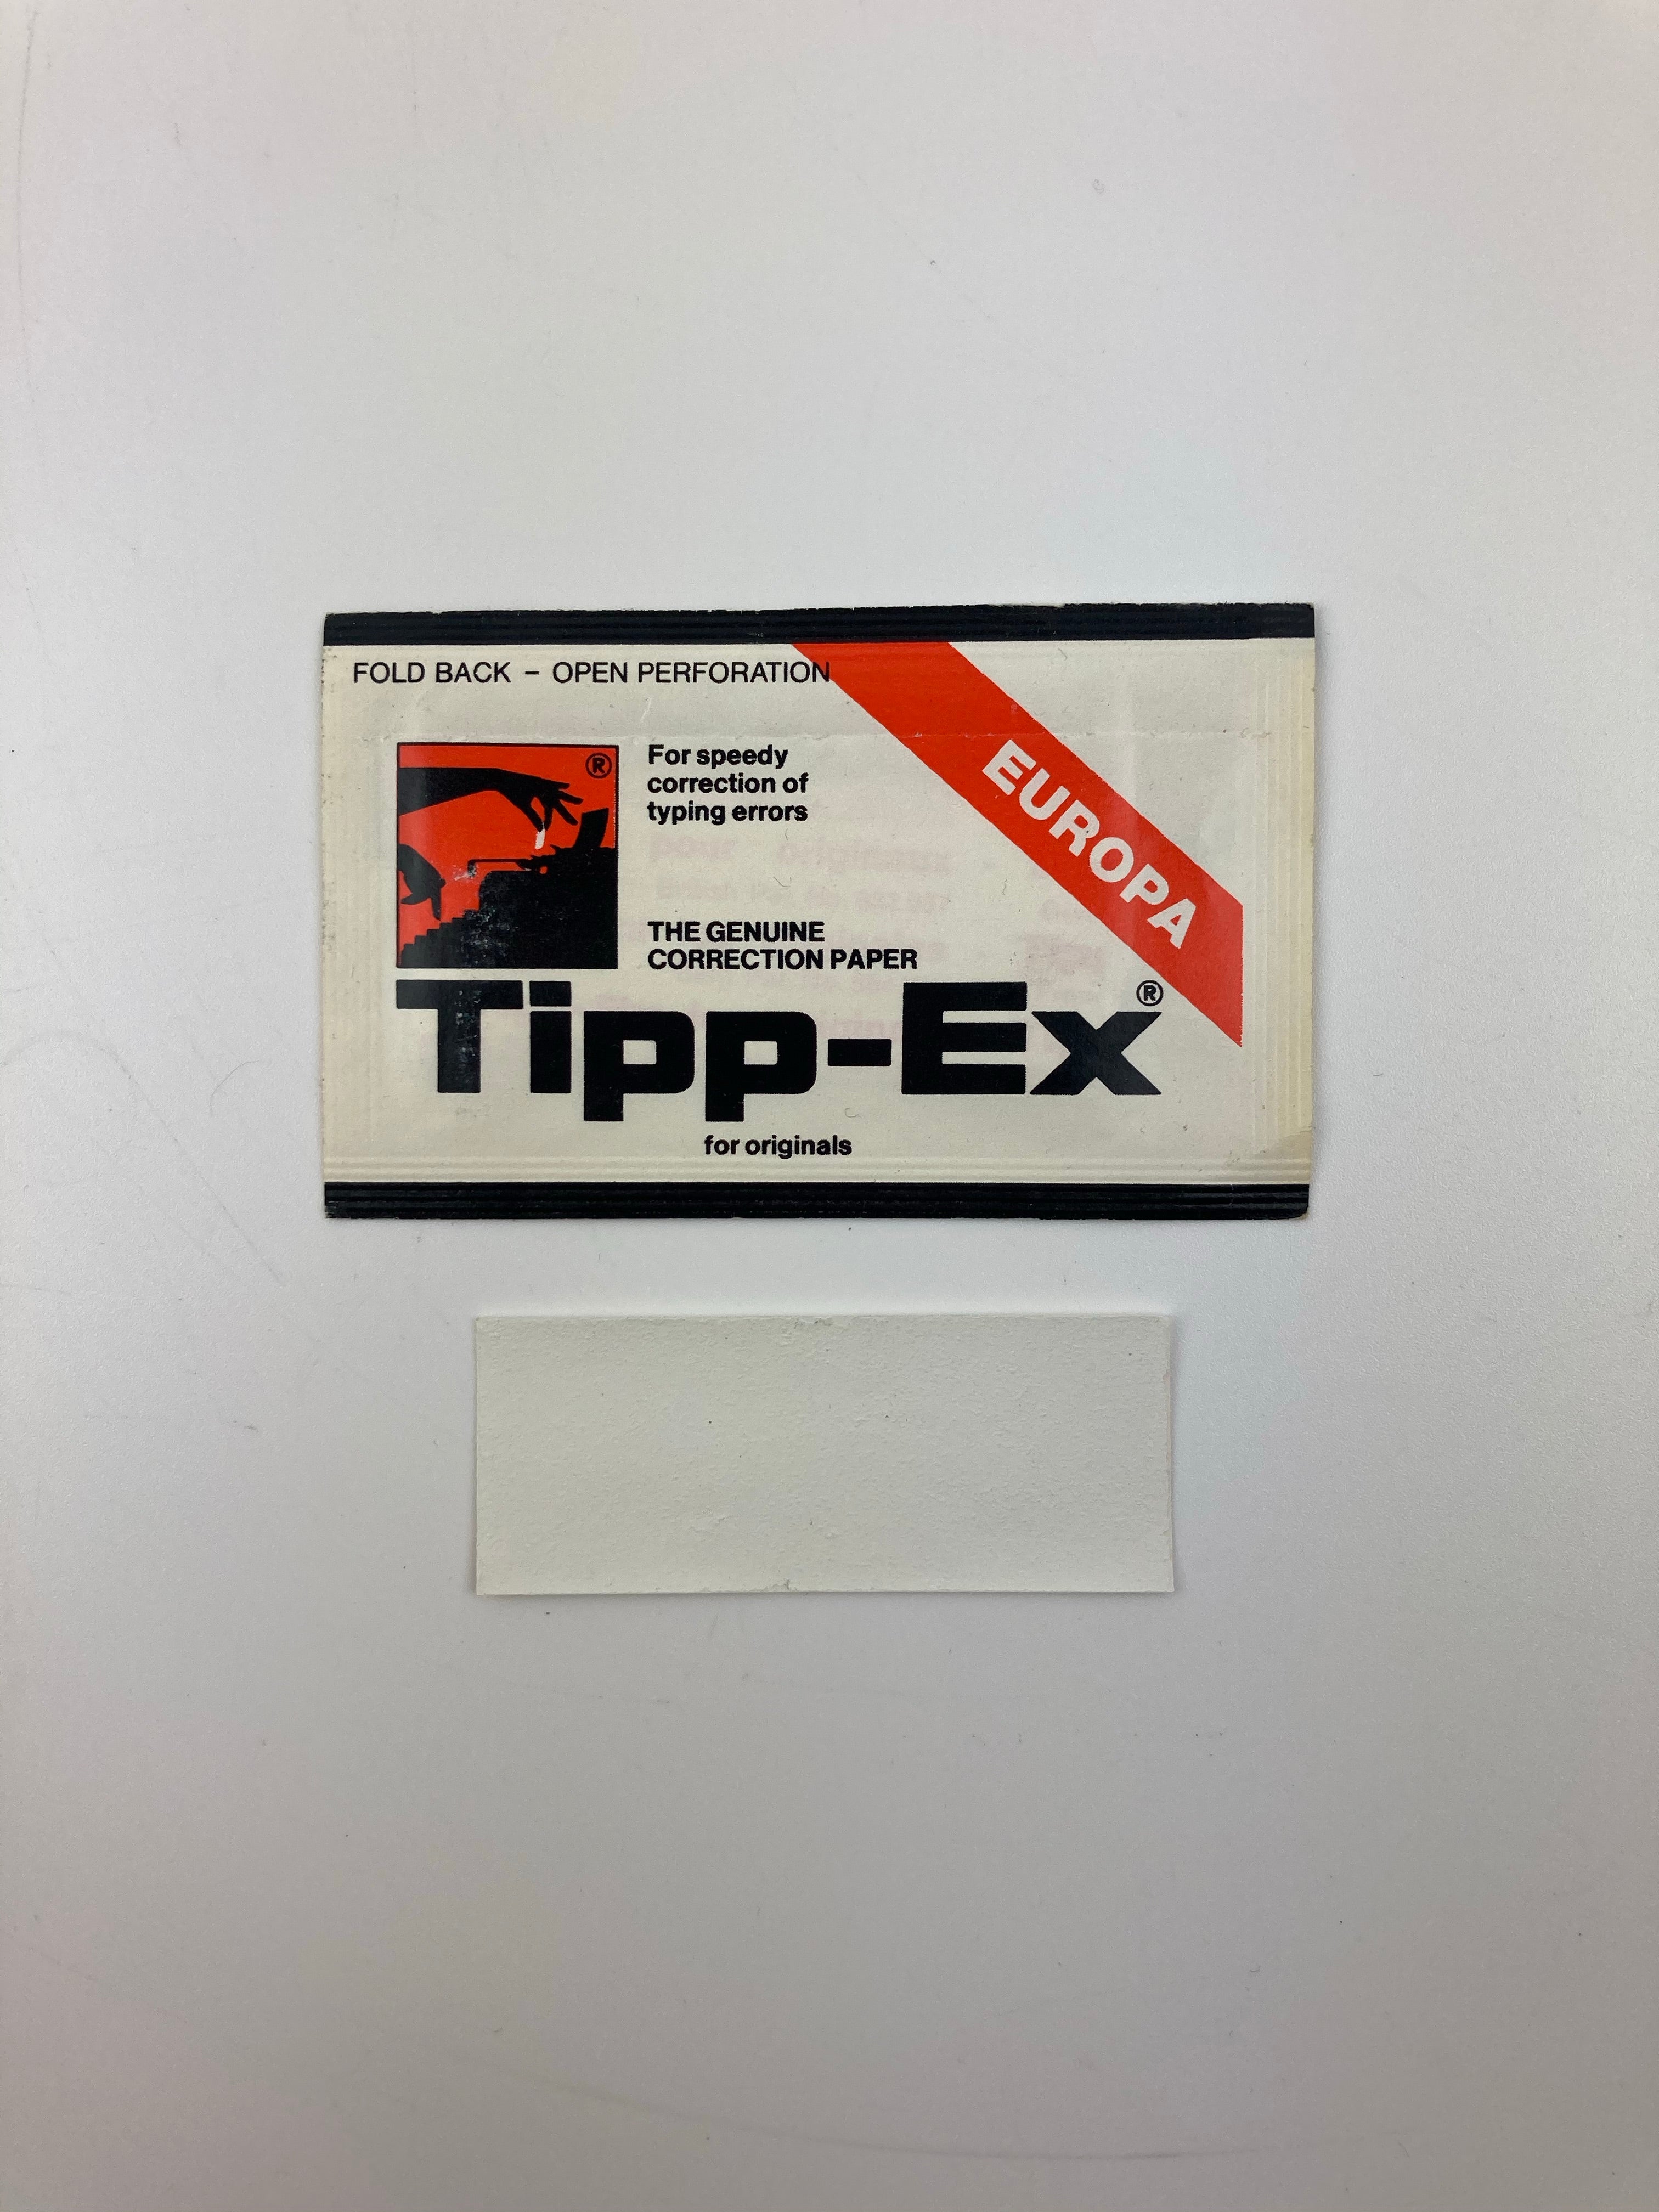 FOLD BACK – OPEN PERFORATION
EUROPA
®
For speedy
correction of
typing errors
THE GENUINE
CORRECTION PAPER
Tipp-Ex®
for originals